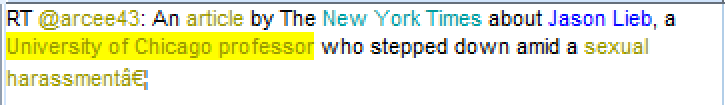 RT @arcee43: An article by The New York Times about Jason Lieb, a
University of Chicago professor who stepped down amid a sexual
harassmentâ€¦